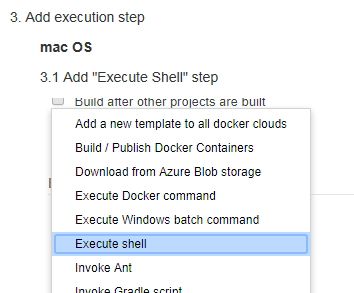 3. Add execution step
mac OS
3.1 Add "Execute Shell" step
Build after other projects are built
Add a new template to all docker clouds
Build / Publish Docker Containers
Download from Azure Blob storage
Execute Docker command
Execute Windows batch command
Execute shell
Invoke Ant
Invoke Gradle script